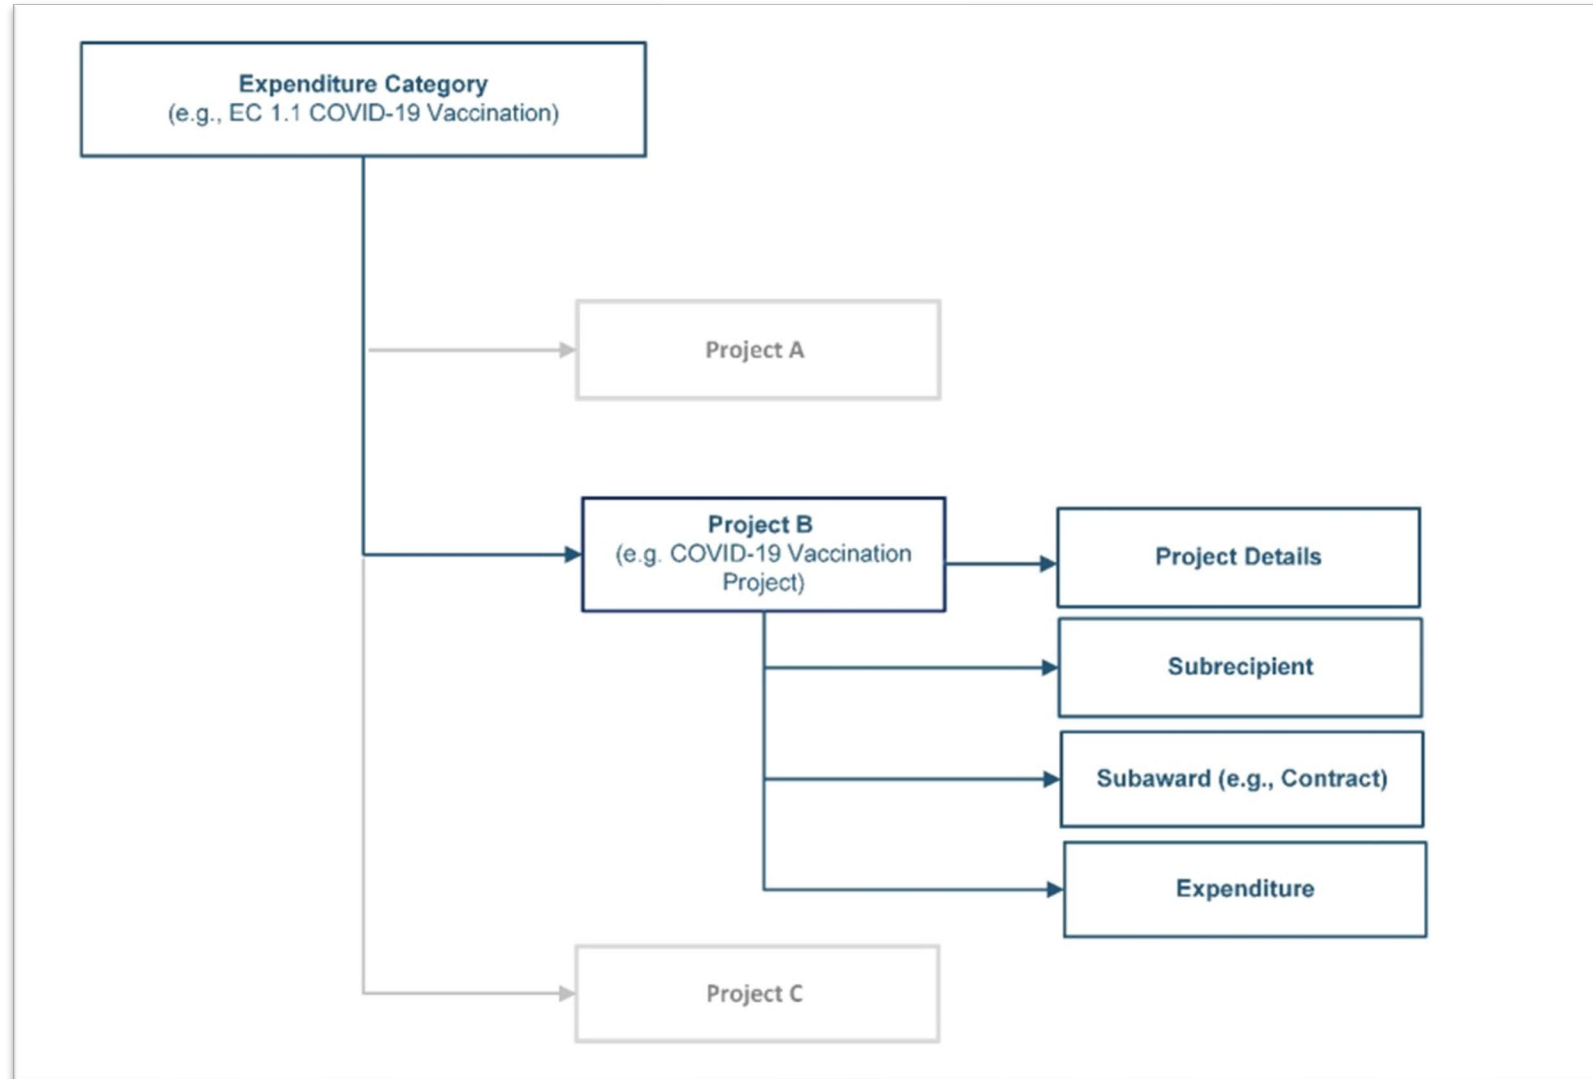 Expenditure Category
(e.g., EC 1.1 COVID-19 Vaccination)
Project A
Project B
(e.g. COVID-19 Vaccination
Project)
Project Details
Subrecipient
Subaward (e.g., Contract)
Expenditure
Project C